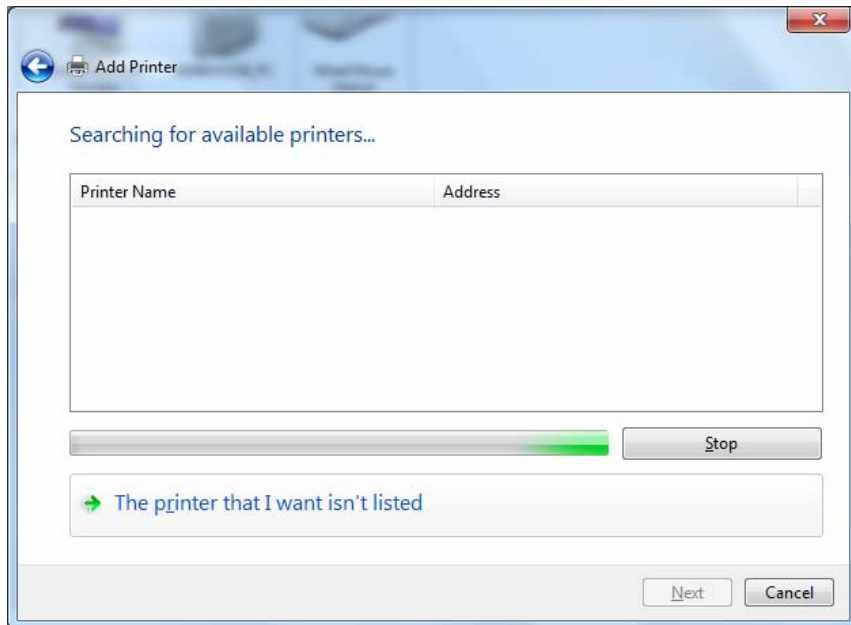 Add Printer
Searching for available printers...
Printer Name Address
Stop
The printer that I want isn't listed
Next Cancel